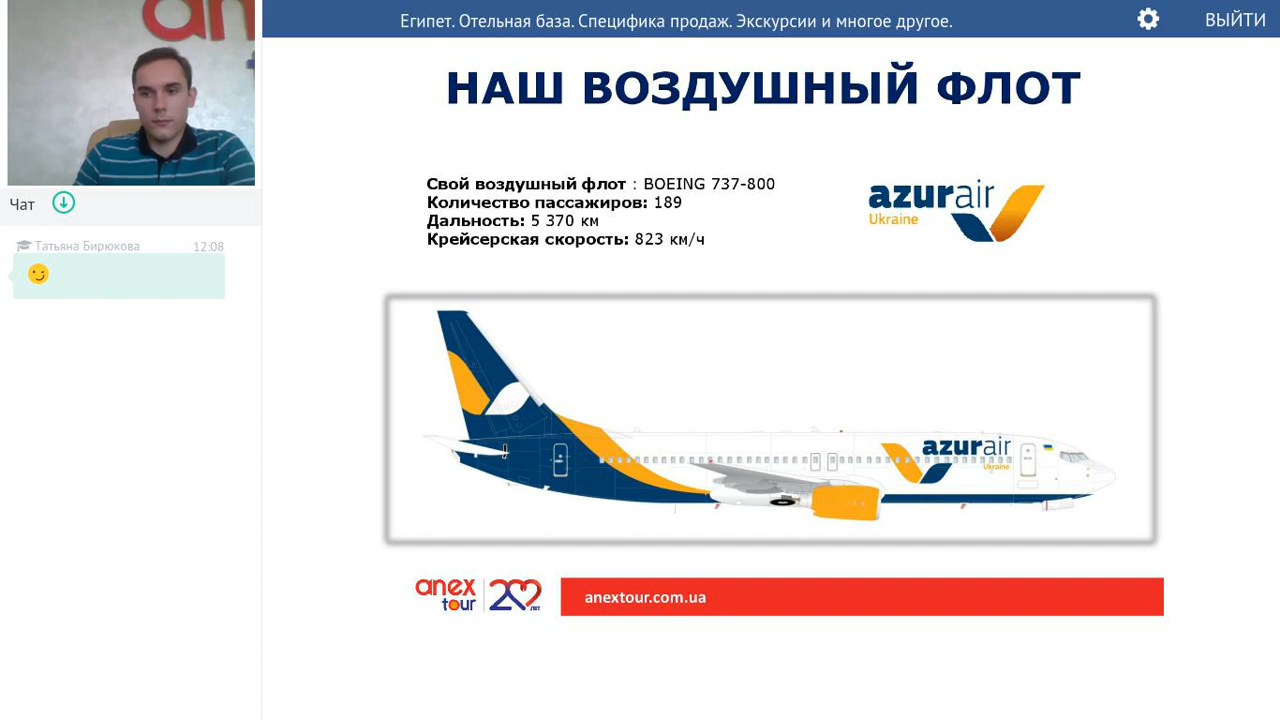 an
Египет. Отельная база. Специфика продаж. Экскурсии и многое другое.
ВЫЙТИ
Чат
Татьяна Бирюкова
12:08
НАШ ВОЗДУШНЫЙ ФЛОТ
Свой воздушный флот : BOEING 737-800
Количество пассажиров: 189
Дальность: 5 370 км
Крейсерская скорость: 823 км/ч
azurair
Ukraine
azurair
Ukraine
anex
tour
20 ЛЕТ
anextour.com.ua